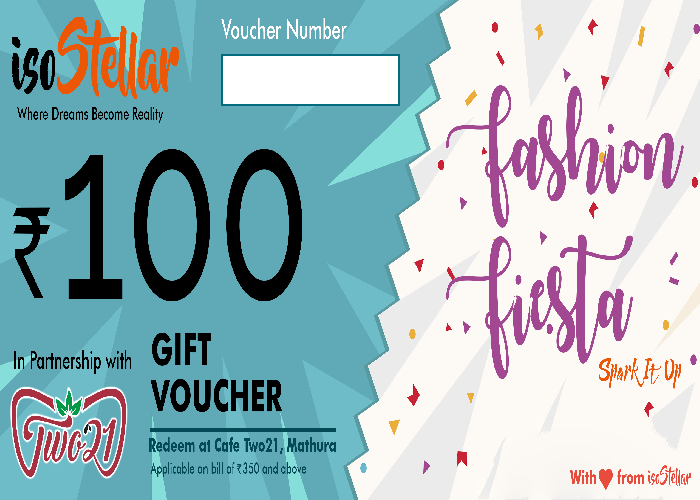 isoStellar
Where Dreams Become Reality
Voucher Number
₹100
GIFT
VOUCHER
In Partnership with
Two21
Redeem at Cafe Two21, Mathura
Applicable on bill of ₹350 and above
fashion
fiesta
Spark It Up
With ♥ from isoStellar